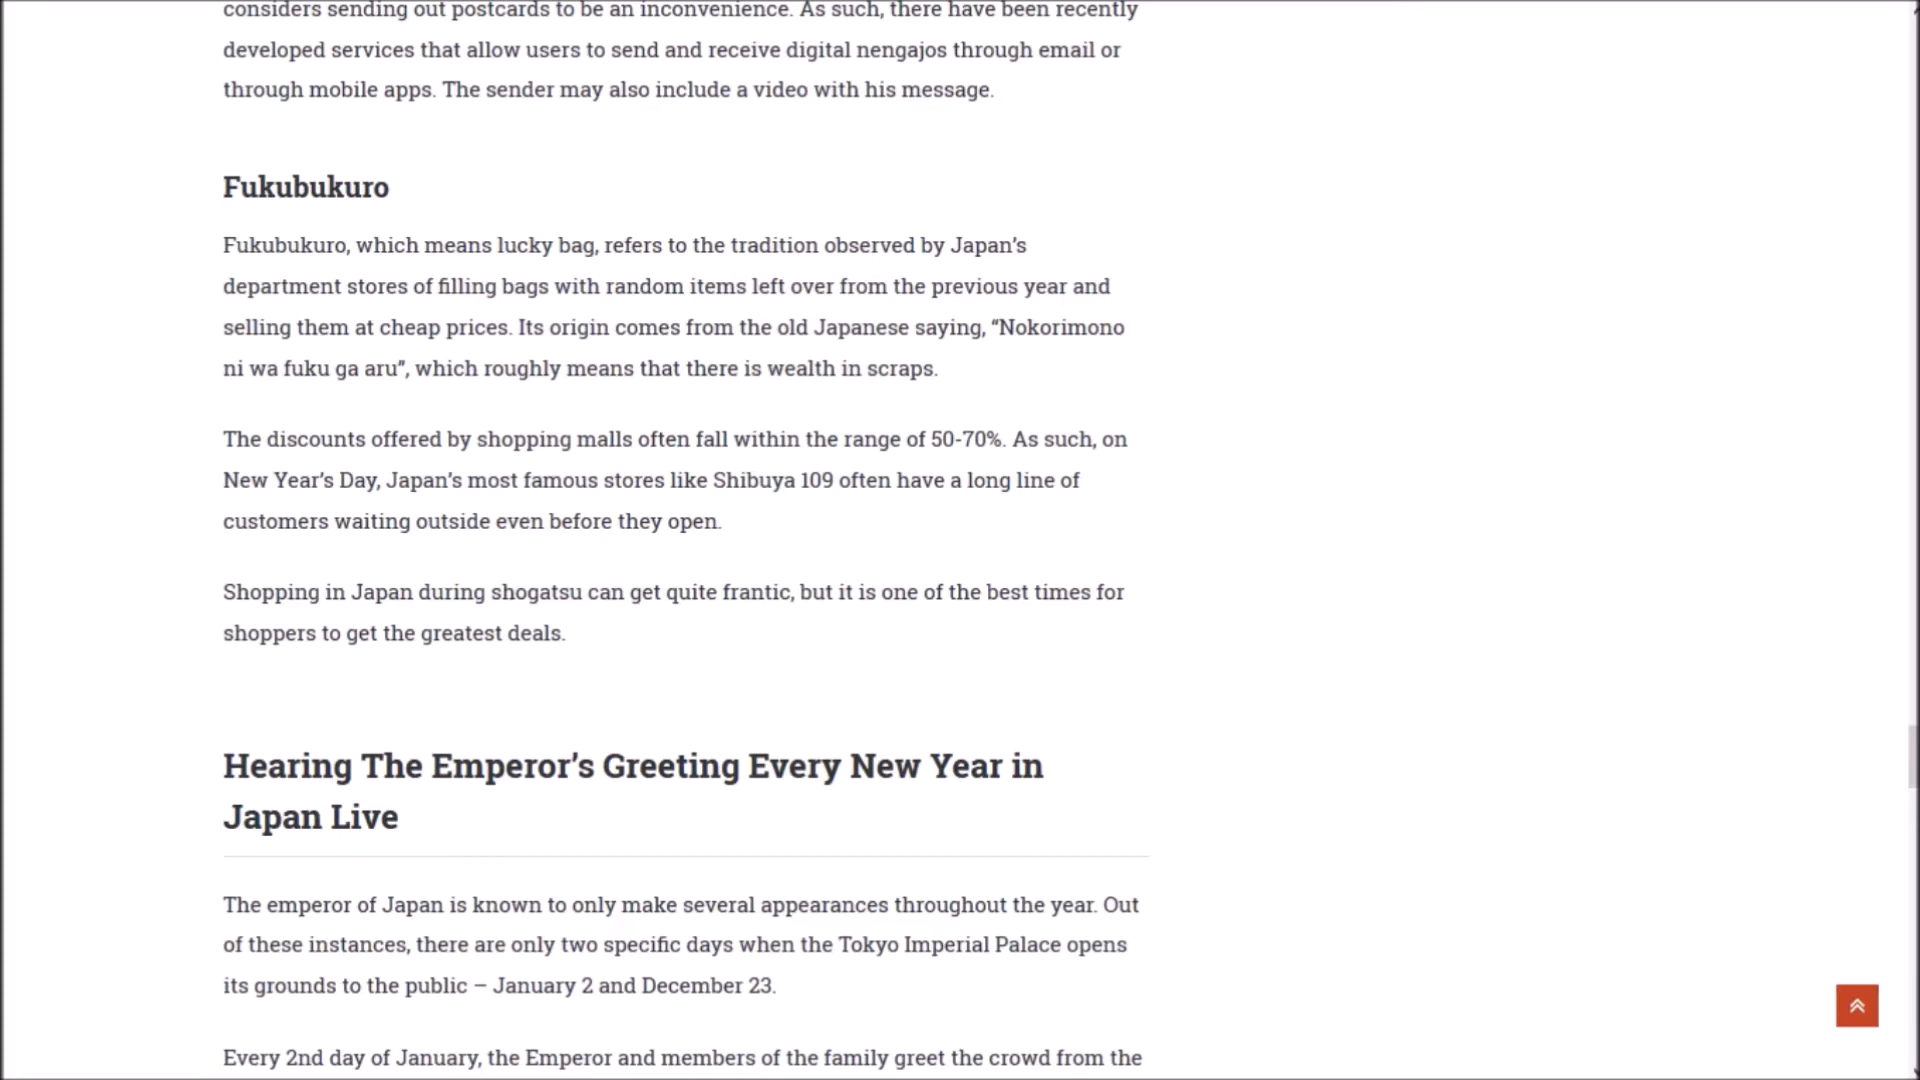 considers sending out postcards to be an inconvenience. As such, there have been recently
developed services that allow users to send and receive digital nengajos through email or
through mobile apps. The sender may also include a video with his message.
Fukubukuro
Fukubukuro, which means lucky bag, refers to the tradition observed by Japan’s
department stores of filling bags with random items left over from the previous year and
selling them at cheap prices. Its origin comes from the old Japanese saying, “Nokorimono
ni wa fuku ga aru”, which roughly means that there is wealth in scraps.
The discounts offered by shopping malls often fall within the range of 50-70%. As such, on
New Year’s Day, Japan’s most famous stores like Shibuya 109 often have a long line of
customers waiting outside even before they open.
Shopping in Japan during shogatsu can get quite frantic, but it is one of the best times for
shoppers to get the greatest deals.
Hearing The Emperor’s Greeting Every New Year in
Japan Live
The emperor of Japan is known to only make several appearances throughout the year. Out
of these instances, there are only two specific days when the Tokyo Imperial Palace opens
its grounds to the public – January 2 and December 23.
Every 2nd day of January, the Emperor and members of the family greet the crowd from the